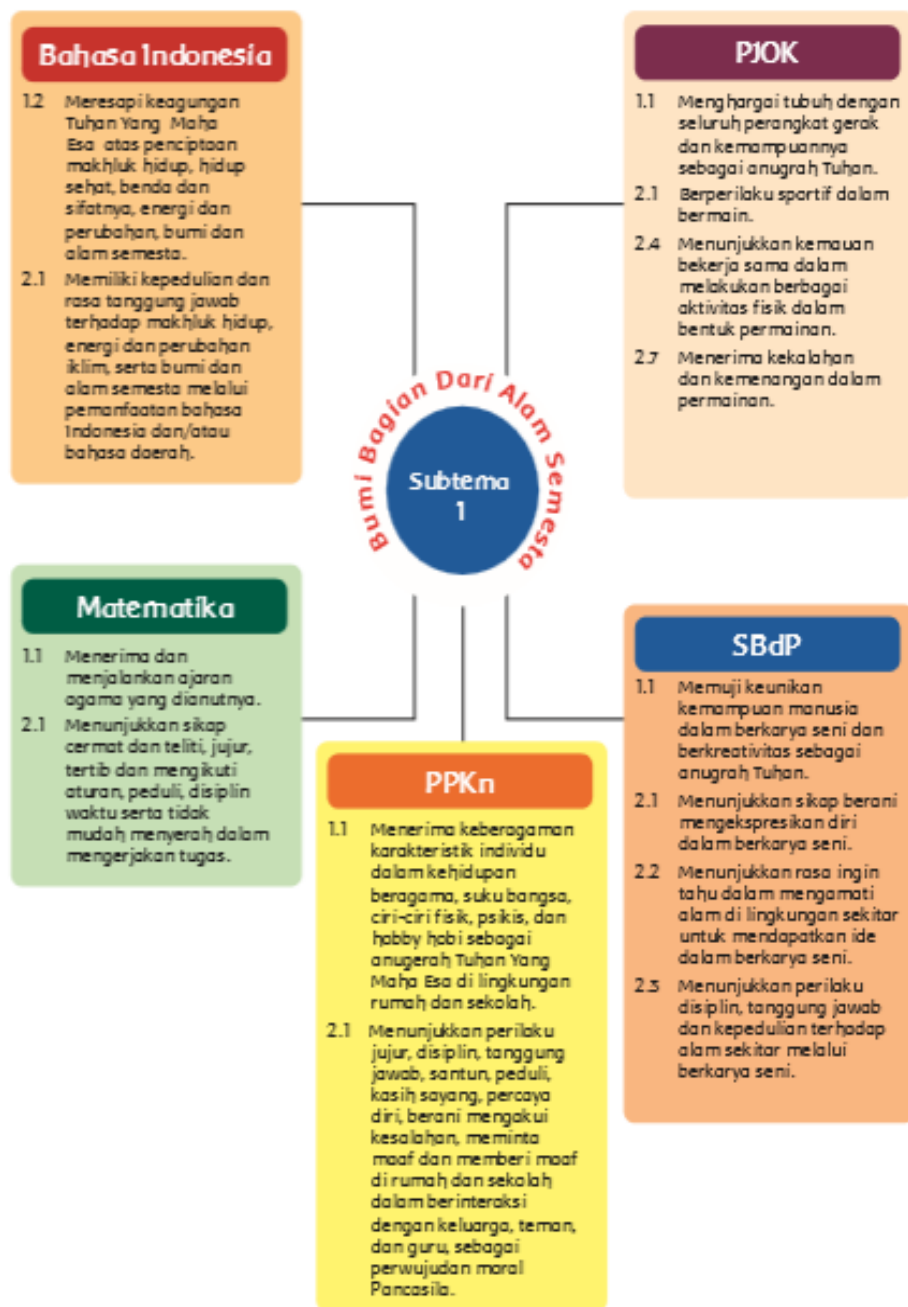 Bahasa Indonesia
1.2 Meresapi keagungan
Tuhan Yang Maha
Esa atas penciptaan
makhluk hidup, hidup
sehat, benda dan
sifatnya, energi dan
perubahan, bumi dan
alam semesta.
2.1 Memiliki kepedulian dan
rasa tanggung jawab
terhadap makhluk hidup,
energi dan perubahan
iklim, serta bumi dan
alam semesta melalui
pemanfaatan bahasa
Indonesia dan/atau
bahasa daerah.
PJOK
1.1 Menghargai tubuh dengan
seluruh perangkat gerak
dan kemampuannya
sebagai anugrah Tuhan.
2.1 Berperilaku sportif dalam
bermain.
2.4 Menunjukkan kemauan
bekerja sama dalam
melakukan berbagai
aktivitas fisik dalam
bentuk permainan.
2.7 Menerima kekalahan
dan kemenangan dalam
permainan.
Bumi Bagian Dari Alam Semesta
Subtema
1
Matematika
1.1 Menerima dan
menjalankan ajaran
agama yang dianutnya.
2.1 Menunjukkan sikap
cermat dan teliti, jujur,
tertib dan mengikuti
aturan, peduli, disiplin
waktu serta tidak
mudah menyerah dalam
mengerjakan tugas.
PPKn
1.1 Menerima keberagaman
karakteristik individu
dalam kehidupan
beragama, suku bangsa,
ciri-ciri fisik, psikis, dan
hobby hobi sebagai
anugerah Tuhan Yang
Maha Esa di lingkungan
rumah dan sekolah.
2.1 Menunjukkan perilaku
jujur, disiplin, tanggung
jawab, santun, peduli,
kasih sayang, percaya
diri, berani mengakui
kesalahan, meminta
maaf dan memberi maaf
di rumah dan sekolah
dalam berinteraksi
dengan keluarga, teman,
dan guru, sebagai
perwujudan moral
Pancasila.
SBdP
1.1 Memuji keunikan
kemampuan manusia
dalam berkarya seni dan
berkreativitas sebagai
anugrah Tuhan.
2.1 Menunjukkan sikap berani
mengekspresikan diri
dalam berkarya seni.
2.2 Menunjukkan rasa ingin
tahu dalam mengamati
alam di lingkungan sekitar
untuk mendapatkan ide
dalam berkarya seni.
2.3 Menunjukkan perilaku
disiplin, tanggung jawab
dan kepedulian terhadap
alam sekitar melalui
berkarya seni.